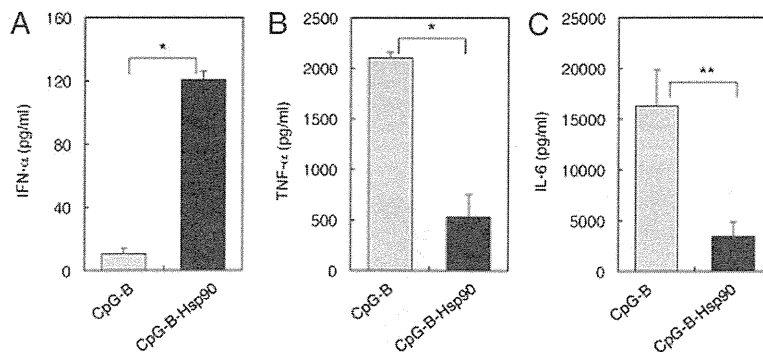 A
IFN-α (pg/ml)
160
120
80
40
0
*
CpG-B
CpG-B-Hsp90
B
TNF-α (pg/ml)
2500
2000
1500
1000
500
0
*
CpG-B
CpG-B-Hsp90
C
IL-6 (pg/ml)
25000
20000
15000
10000
5000
0
**
CpG-B
CpG-B-Hsp90